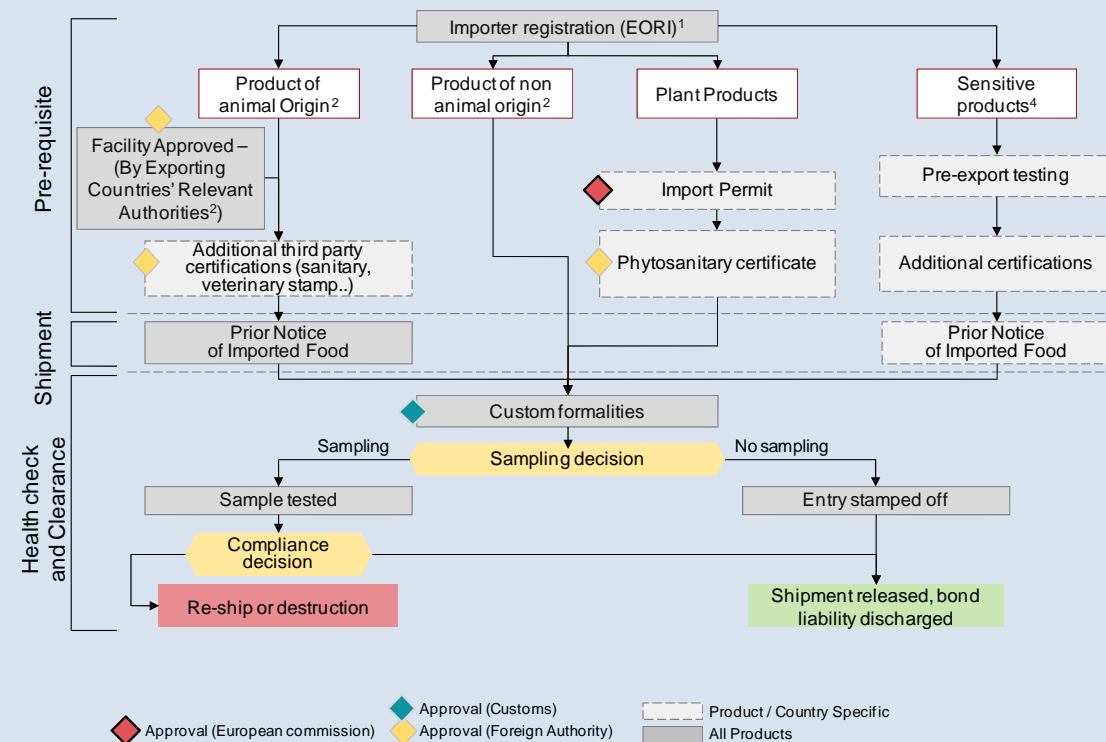 Importer registration (EORI)¹
Product of
animal Origin²
Product of non
animal origin²
Plant Products
Sensitive
products⁴
Pre-requisite
Facility Approved –
(By Exporting
Countries' Relevant
Authorities²)
Import Permit
Pre-export testing
Additional third party
certifications (sanitary,
veterinary stamp..)
Phytosanitary certificate
Additional certifications
Shipment
Prior Notice
of Imported Food
Prior Notice
of Imported Food
Health check
and Clearance
Custom formalities
Sampling
Sampling decision
No sampling
Sample tested
Entry stamped off
Compliance
decision
Re-ship or destruction
Shipment released, bond
liability discharged
Approval (European commission)
Approval (Customs)
Approval (Foreign Authority)
Product / Country Specific
All Products